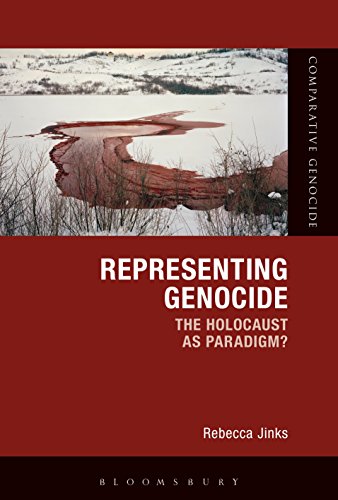 COMPARATIVE GENOCIDE
REPRESENTING
GENOCIDE
THE HOLOCAUST
AS PARADIGM?
Rebecca Jinks
BLOOMSBURY